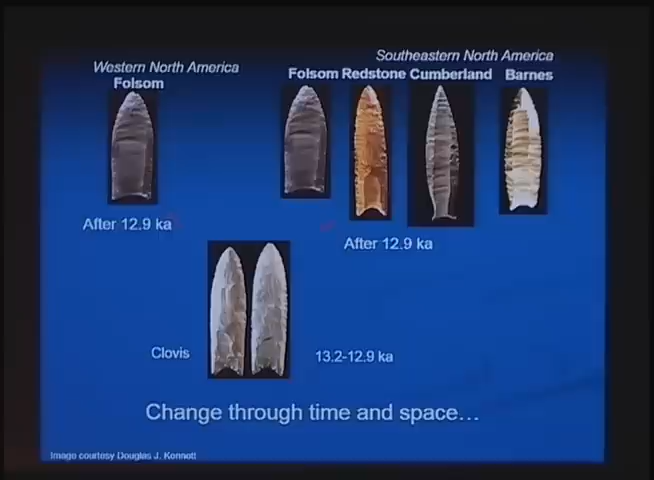 Western North America
Folsom
Southeastern North America
Folsom Redstone Cumberland Barnes
After 12.9 ka
After 12.9 ka
Clovis
13.2-12.9 ka
Change through time and space...
Image courtesy Douglas J. Kennett